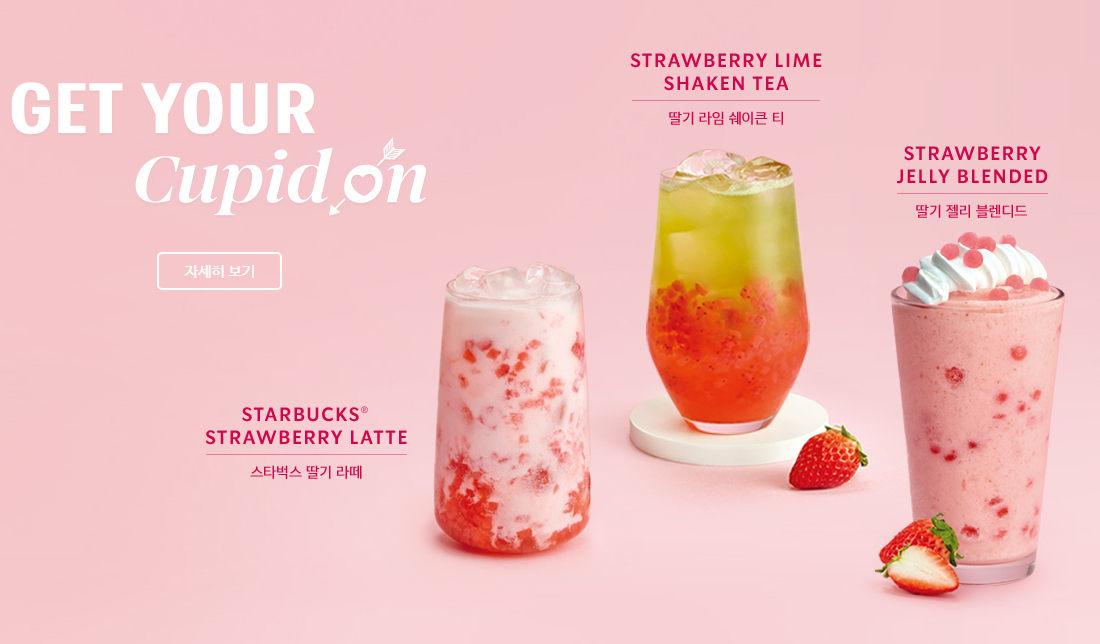 GET YOUR
Cupid on
자세히 보기
STARBUCKS®
STRAWBERRY LATTE
스타벅스 딸기 라떼
STRAWBERRY LIME
SHAKEN TEA
딸기 라임 쉐이큰 티
STRAWBERRY
JELLY BLENDED
딸기 젤리 블렌디드